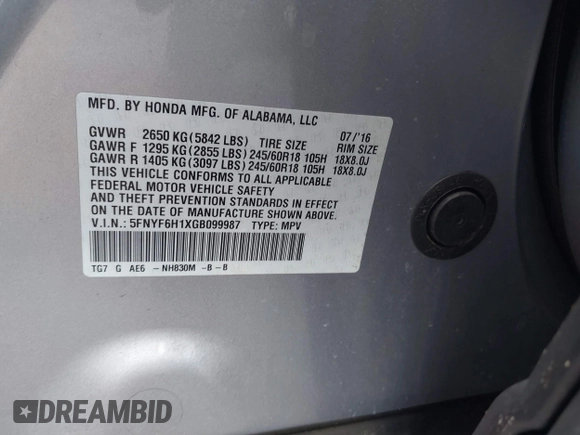 MFD. BY HONDA MFG. OF ALABAMA, LLC
GVWR 2650 KG (5842 LBS) TIRE SIZE 07/'16 RIM SIZE
GAWR F 1295 KG (2855 LBS) 245/60R18 105H 18X8.0J
GAWR R 1405 KG (3097 LBS) 245/60R18 105H 18X8.0J
THIS VEHICLE CONFORMS TO ALL APPLICABLE
FEDERAL MOTOR VEHICLE SAFETY
AND THEFT PREVENTION STANDARDS IN EFFECT
ON THE DATE OF MANUFACTURE SHOWN ABOVE.
V.I.N.: 5FNYF6H1XGB099987 TYPE: MPV
TG7 G AE6 -NH830M -B-B
DREAMBID